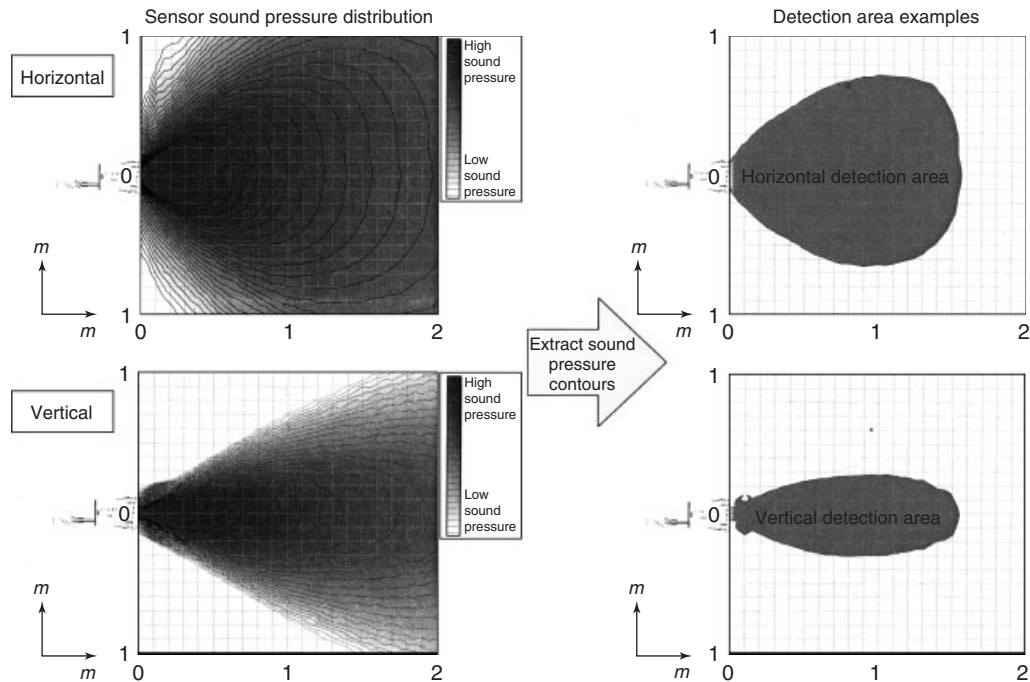 Sensor sound pressure distribution
Detection area examples
Horizontal
1
0
1
0
1
2
m
m
High
sound
pressure
Low
sound
pressure
1
0
1
0
1
2
m
m
Horizontal detection area
Extract sound
pressure
contours
Vertical
1
0
1
0
1
2
m
m
High
sound
pressure
Low
sound
pressure
1
0
1
0
1
2
m
m
Vertical detection area